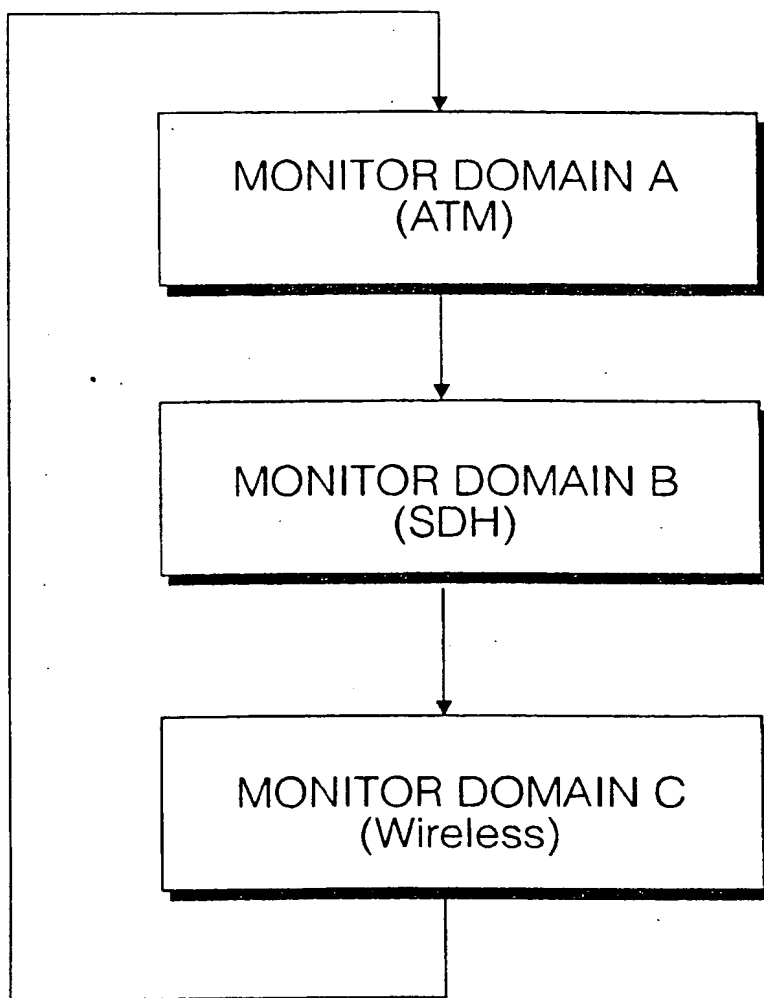 MONITOR DOMAIN A
(ATM)
MONITOR DOMAIN B
(SDH)
MONITOR DOMAIN C
(Wireless)